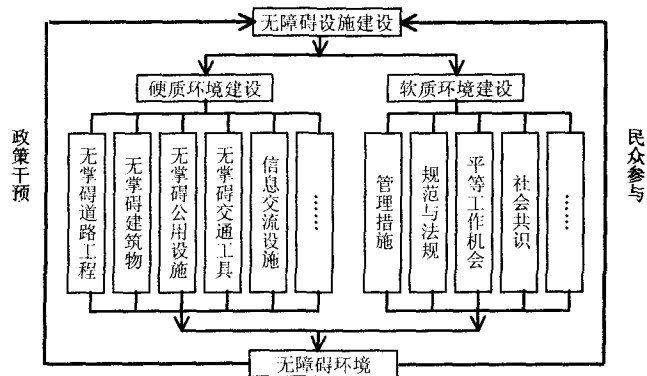 无障碍设施建设
硬质环境建设
软质环境建设
政策干预
无掌碍道路工程
无掌碍建筑物
无掌碍公用设施
无掌碍交通工具
信息交流设施
……
管理措施
规范与法规
平等工作机会
社会共识
……
民众参与
无障碍环境